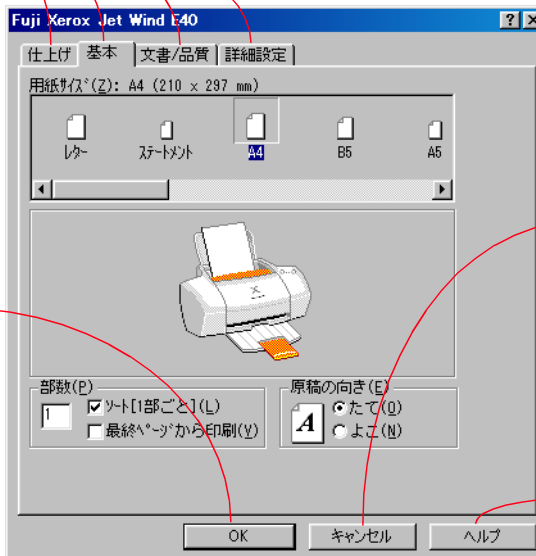 Fuji Xerox Jet Wind E40
仕上げ 基本 文書/品質 詳細設定
用紙ｻｲｽﾞ(Z): A4 (210 x 297 mm)
ﾚﾀｰ ｽﾃｰﾄﾒﾝﾄ A4 B5 A5
部数(P)
1
ｿｰﾄ[1部ごと](L)
最終ﾍﾟｰｼﾞから印刷(Y)
原稿の向き(E)
A
たて(O)
よこ(N)
OK キャンセル ヘルプ